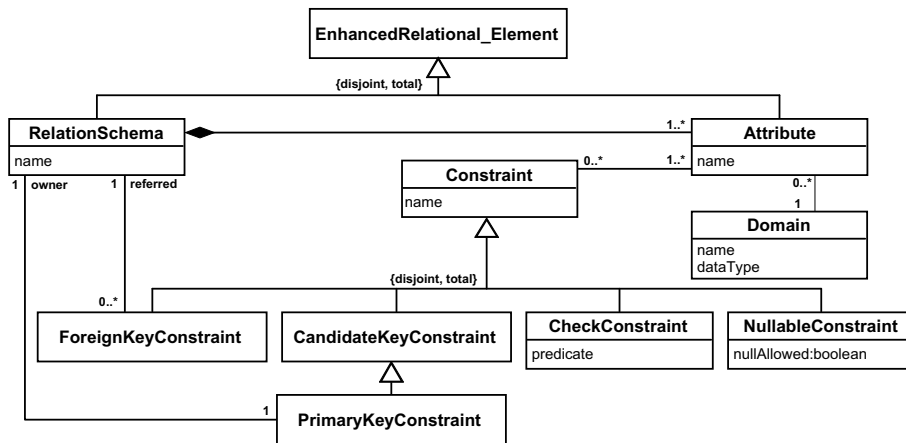 EnhancedRelational_Element
{disjoint, total}
RelationSchema
name
1..*
Attribute
name
1 owner
1 referred
0..*
1..*
Constraint
name
0..*
1
Domain
name
dataType
{disjoint, total}
0..*
ForeignKeyConstraint
CandidateKeyConstraint
CheckConstraint
predicate
NullableConstraint
nullAllowed:boolean
1
PrimaryKeyConstraint